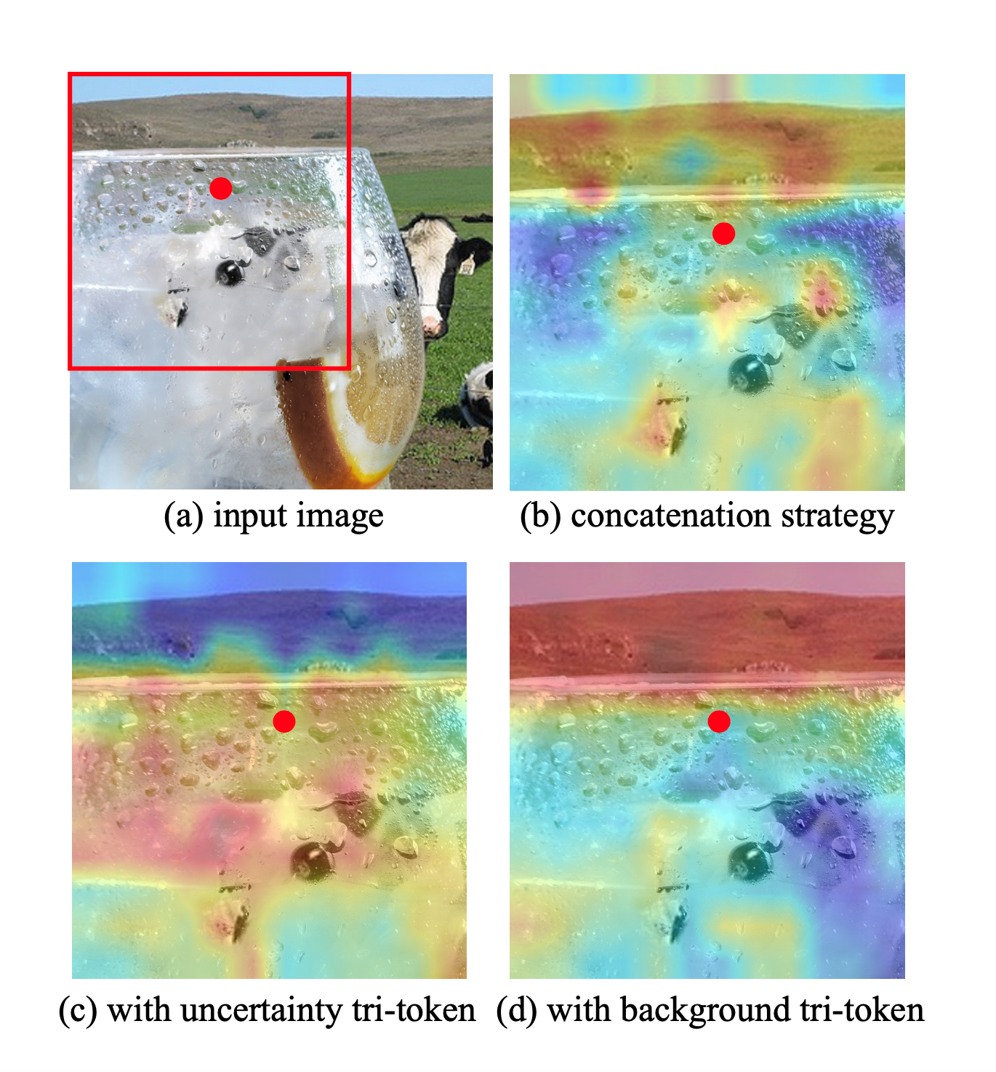 (a) input image
(b) concatenation strategy
(c) with uncertainty tri-token
(d) with background tri-token